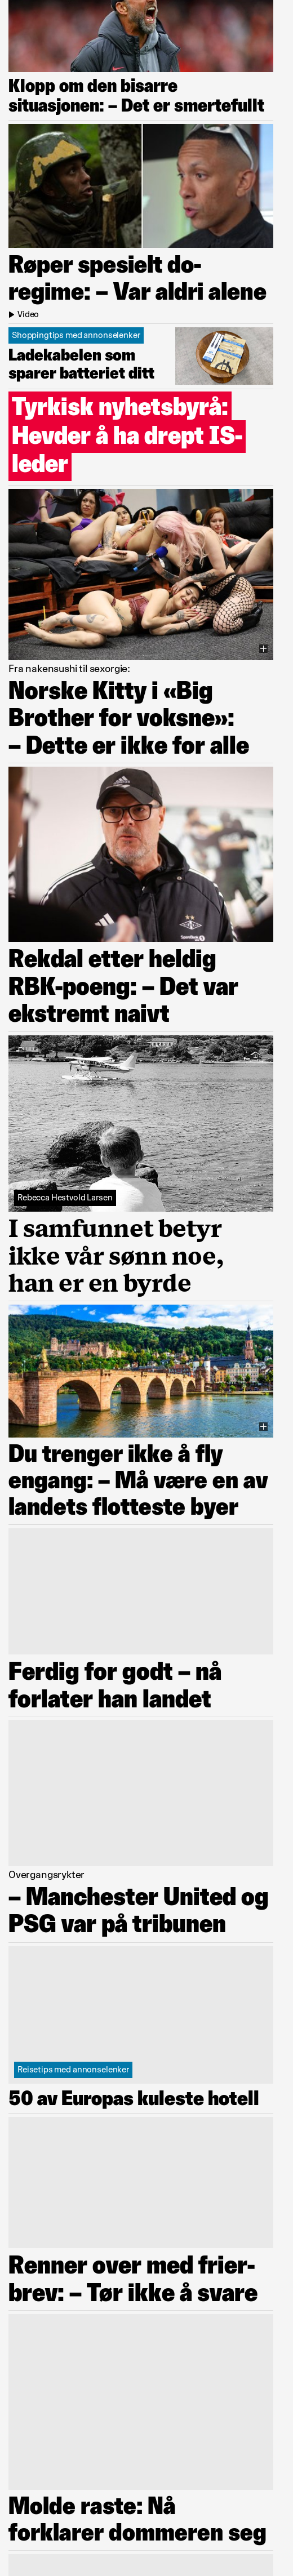 Klopp om den bisarre
situasjonen: – Det er smertefullt
Røper spesielt do-
regime: – Var aldri alene
Video
Shoppingtips med annonselenker
Ladekabelen som
sparer batteriet ditt
Tyrkisk nyhetsbyrå:
Hevder å ha drept IS-
leder
Fra nakensushi til sexorgie:
Norske Kitty i «Big
Brother for voksne»:
– Dette er ikke for alle
Rekdal etter heldig
RBK-poeng: – Det var
ekstremt naivt
Rebecca Hestvold Larsen
I samfunnet betyr
ikke vår sønn noe,
han er en byrde
Du trenger ikke å fly
engang: – Må være en av
landets flotteste byer
Ferdig for godt – nå
forlater han landet
Overgangsrykter
– Manchester United og
PSG var på tribunen
Reisetips med annonselenker
50 av Europas kuleste hotell
Renner over med frier-
brev: – Tør ikke å svare
Molde raste: Nå
forklarer dommeren seg